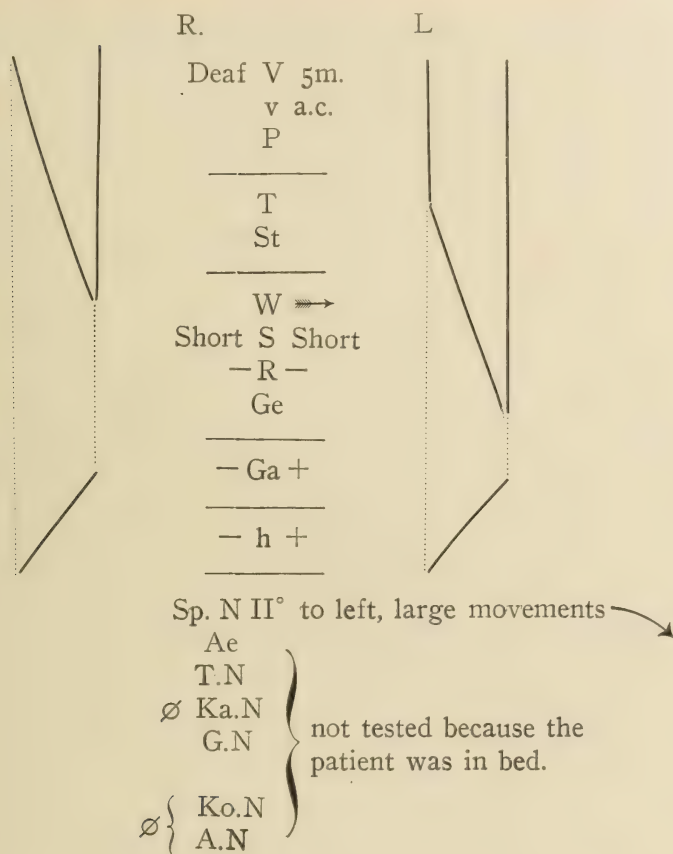 R. L
Deaf V 5m.
v a.c.
P
T
St
W ➳
Short S Short
—R—
Ge
— Ga +
— h +
Sp. N II° to left, large movements
Ae
T.N
ø Ka.N
G.N
not tested because the
patient was in bed.
ø { Ko.N
A.N